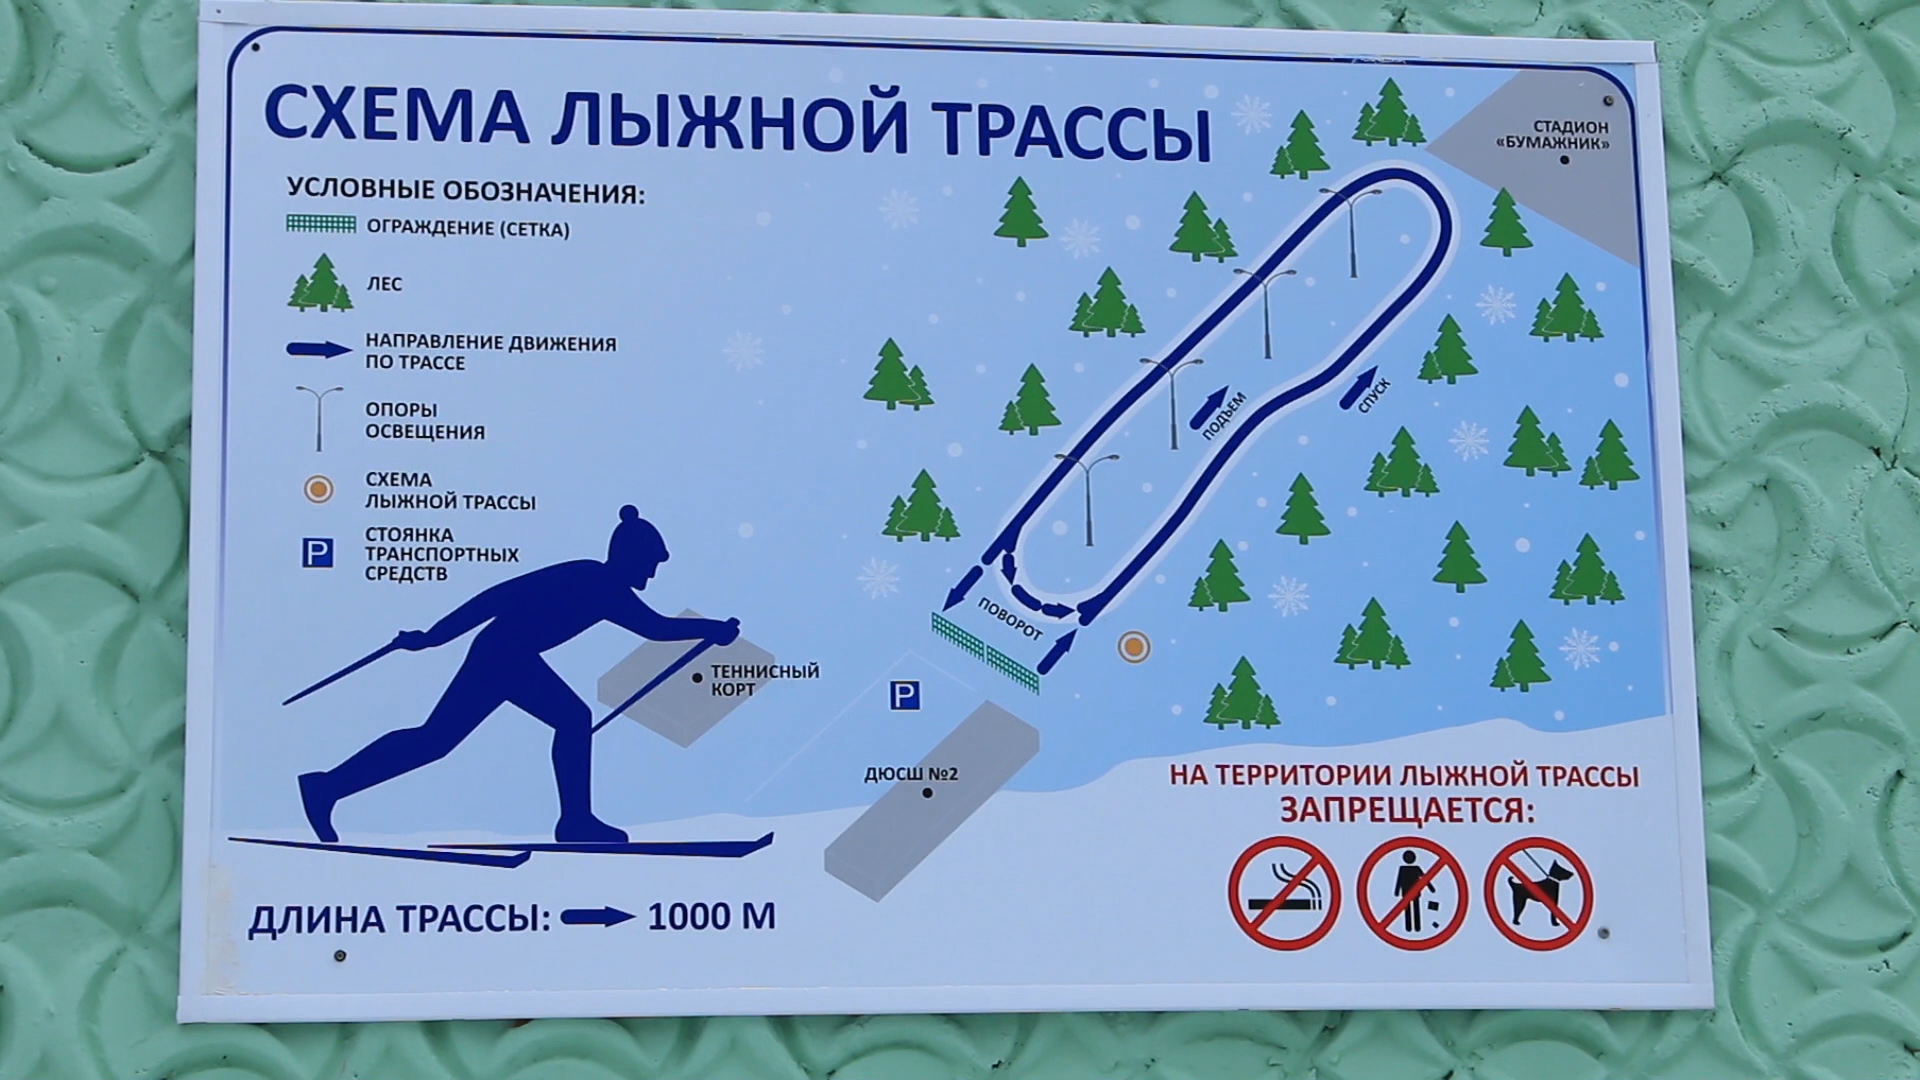 СХЕМА ЛЫЖНОЙ ТРАССЫ
УСЛОВНЫЕ ОБОЗНАЧЕНИЯ:
ОГРАЖДЕНИЕ (СЕТКА)
ЛЕС
НАПРАВЛЕНИЕ ДВИЖЕНИЯ
ПО ТРАССЕ
ОПОРЫ
ОСВЕЩЕНИЯ
СХЕМА
ЛЫЖНОЙ ТРАССЫ
P
СТОЯНКА
ТРАНСПОРТНЫХ
СРЕДСТВ
СТАДИОН
«БУМАЖНИК»
ПОДЪЕМ
СПУСК
ПОВОРОТ
ТЕННИСНЫЙ
КОРТ
P
ДЮСШ №2
НА ТЕРРИТОРИИ ЛЫЖНОЙ ТРАССЫ
ЗАПРЕЩАЕТСЯ:
ДЛИНА ТРАССЫ: 1000 М